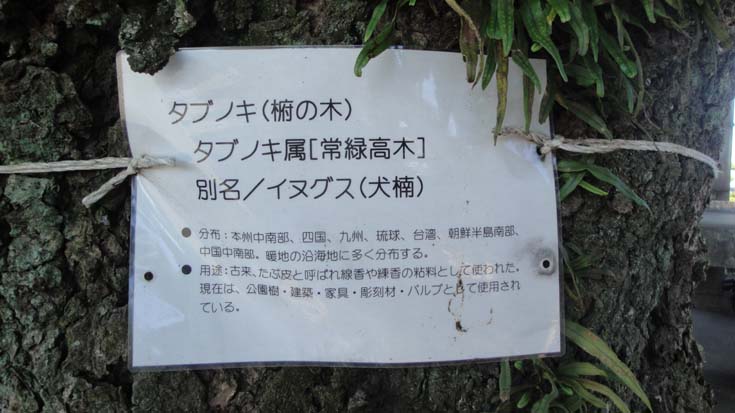 タブノキ(椨の木)
タブノキ属[常緑高木]
別名／イヌグス(犬楠)
● 分布：本州中南部、四国、九州、琉球、台湾、朝鮮半島南部、
中国中南部。暖地の沿海地に多く分布する。
● 用途：古来、たぶ皮と呼ばれ線香や練香の粘料として使われた。
現在は、公園樹・建築・家具・彫刻材・パルプとして使用され
ている。